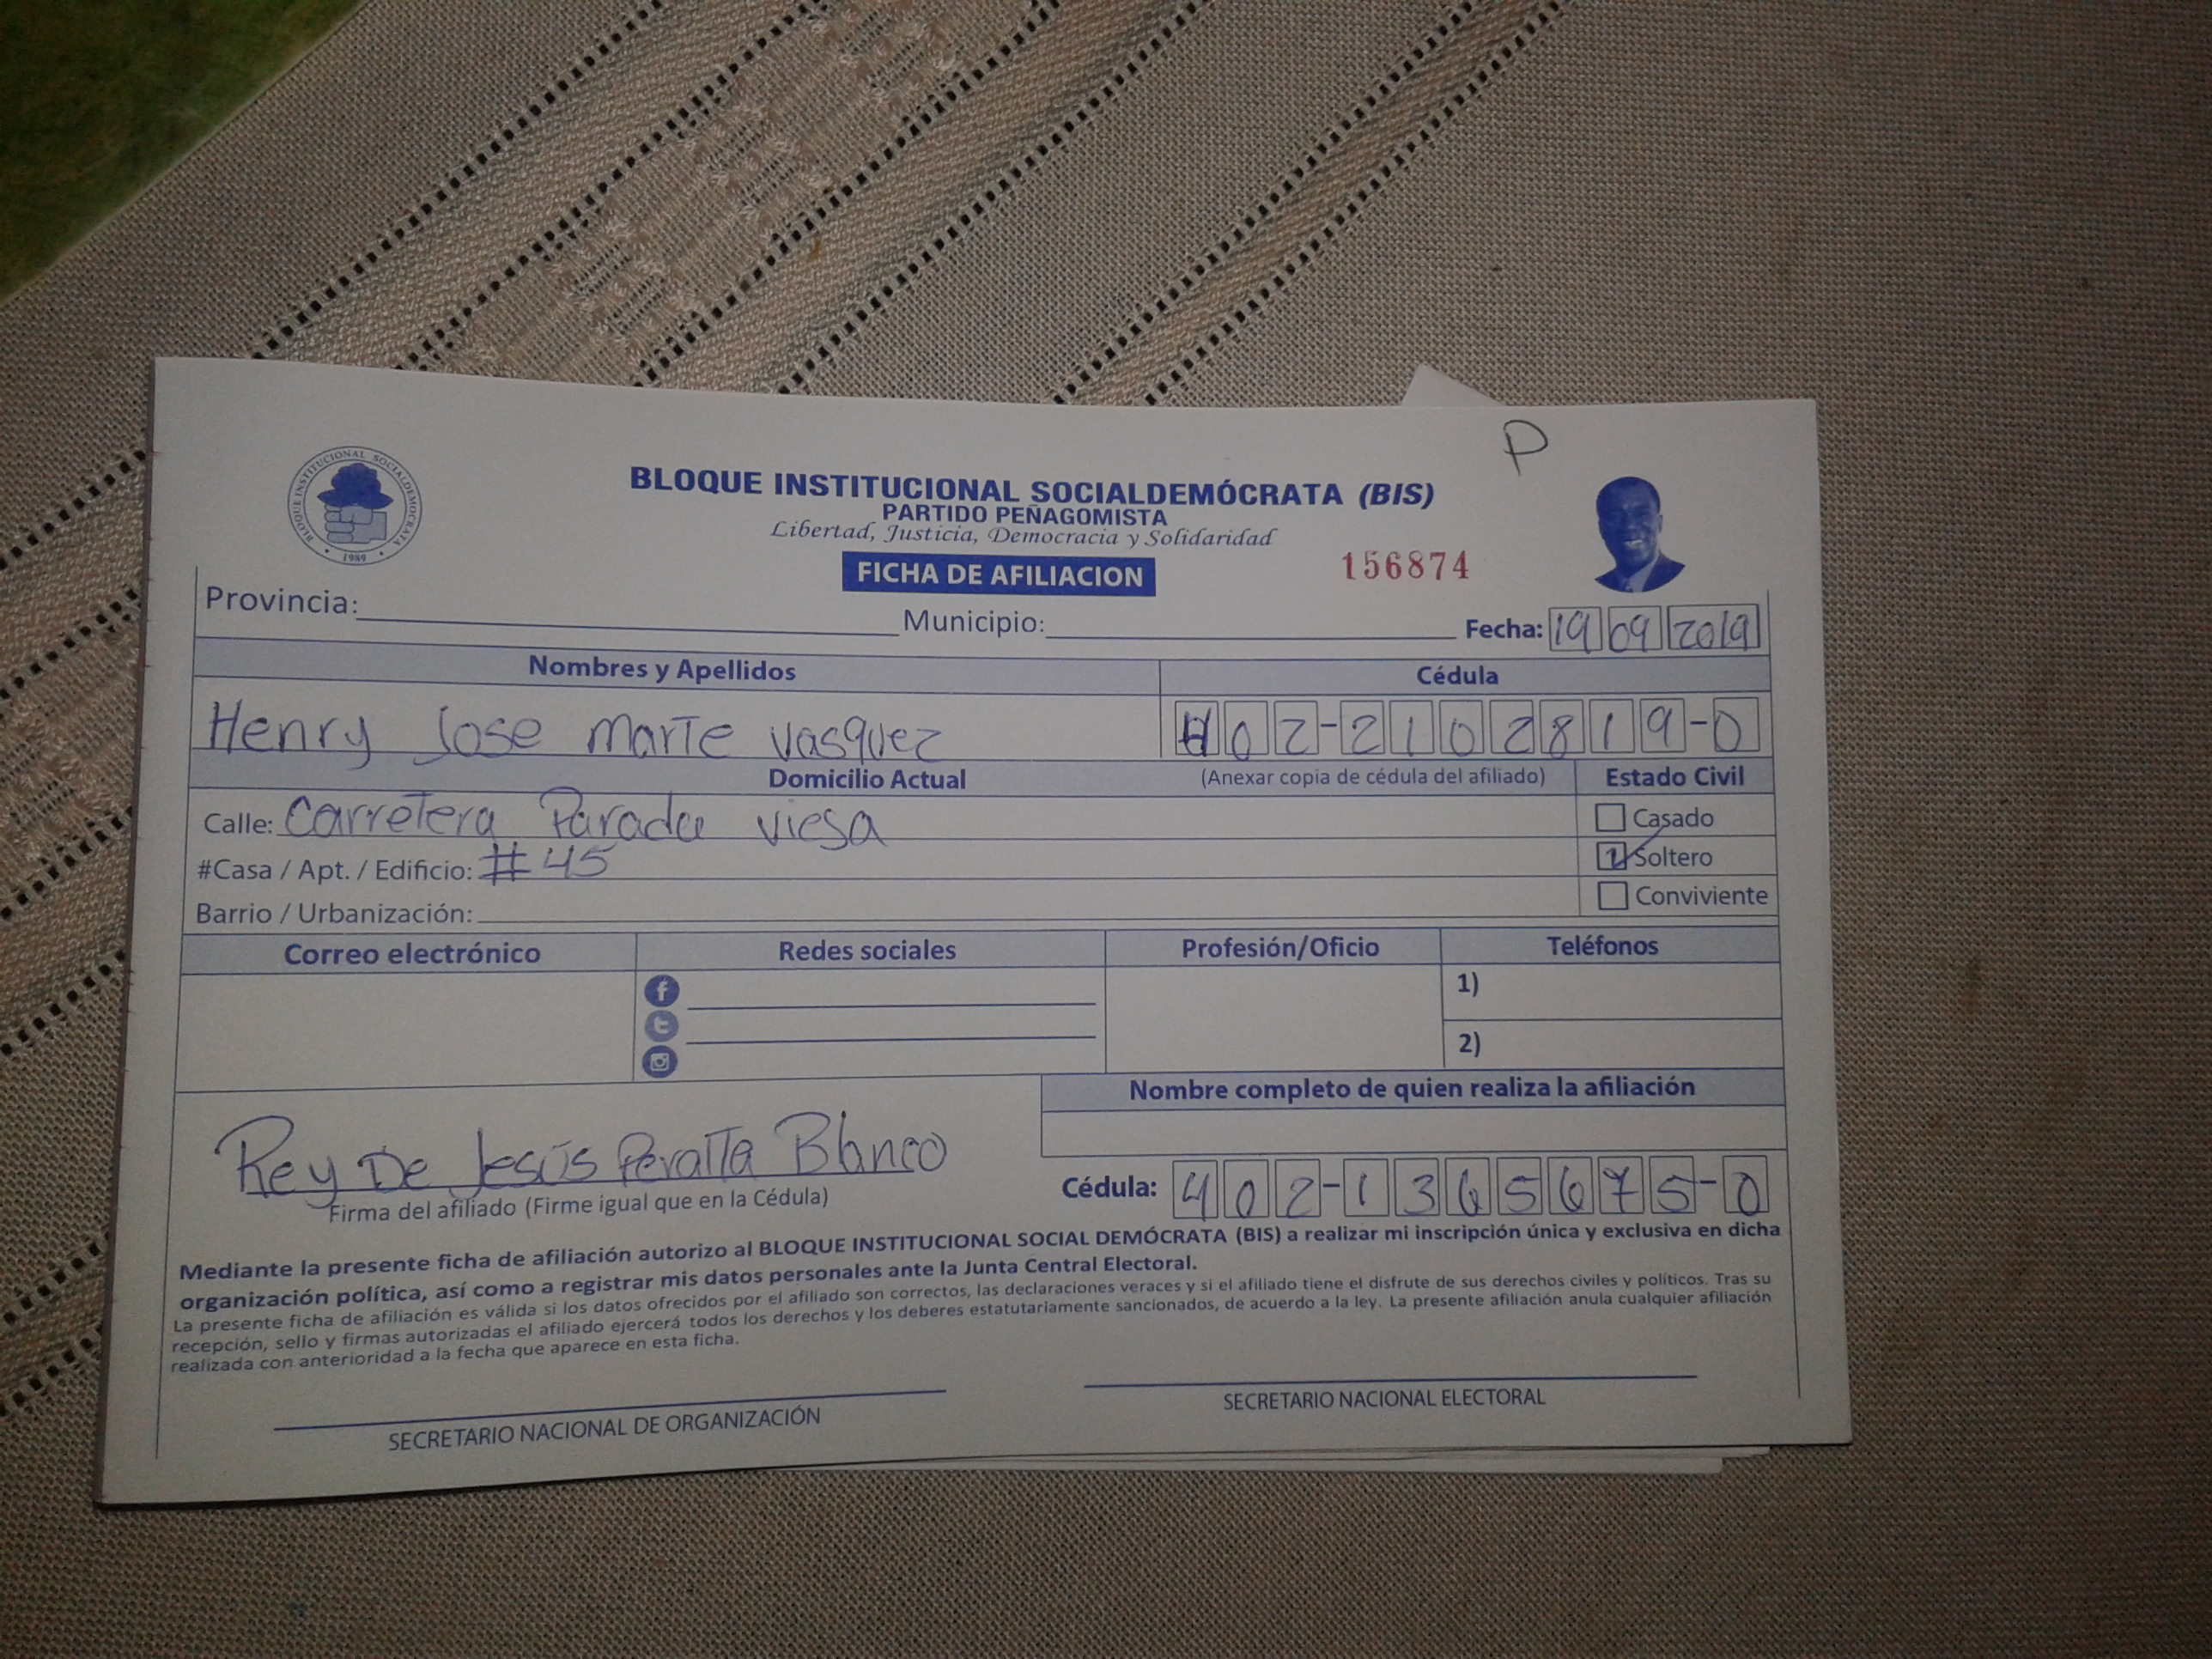 P
BLOQUE INSTITUCIONAL SOCIALDEMOCRATA
1989
BLOQUE INSTITUCIONAL SOCIALDEMÓCRATA (BIS)
PARTIDO PEÑAGOMISTA
Libertad, Justicia, Democracia y Solidaridad
FICHA DE AFILIACION
156874
Provincia: Municipio: Fecha: 19 09 2019
Nombres y Apellidos Cédula
Henry Jose Marte Vasquez 402-2102819-0
Domicilio Actual (Anexar copia de cédula del afiliado) Estado Civil
Calle: Carretera Parada Viesa Casado
#Casa / Apt. / Edificio: #45 Soltero
Barrio / Urbanización: Conviviente
Correo electrónico Redes sociales Profesión/Oficio Teléfonos
1)
2)
Nombre completo de quien realiza la afiliación
Rey De Jesús Peralta Blanco
Firma del afiliado (Firme igual que en la Cédula) Cédula: 402-1365675-0
Mediante la presente ficha de afiliación autorizo al BLOQUE INSTITUCIONAL SOCIAL DEMÓCRATA (BIS) a realizar mi inscripción única y exclusiva en dicha
organización política, así como a registrar mis datos personales ante la Junta Central Electoral.
La presente ficha de afiliación es válida si los datos ofrecidos por el afiliado son correctos, las declaraciones veraces y si el afiliado tiene el disfrute de sus derechos civiles y políticos. Tras su
recepción, sello y firmas autorizadas el afiliado ejercerá todos los derechos y los deberes estatutariamente sancionados, de acuerdo a la ley. La presente afiliación anula cualquier afiliación
realizada con anterioridad a la fecha que aparece en esta ficha.
SECRETARIO NACIONAL DE ORGANIZACIÓN SECRETARIO NACIONAL ELECTORAL